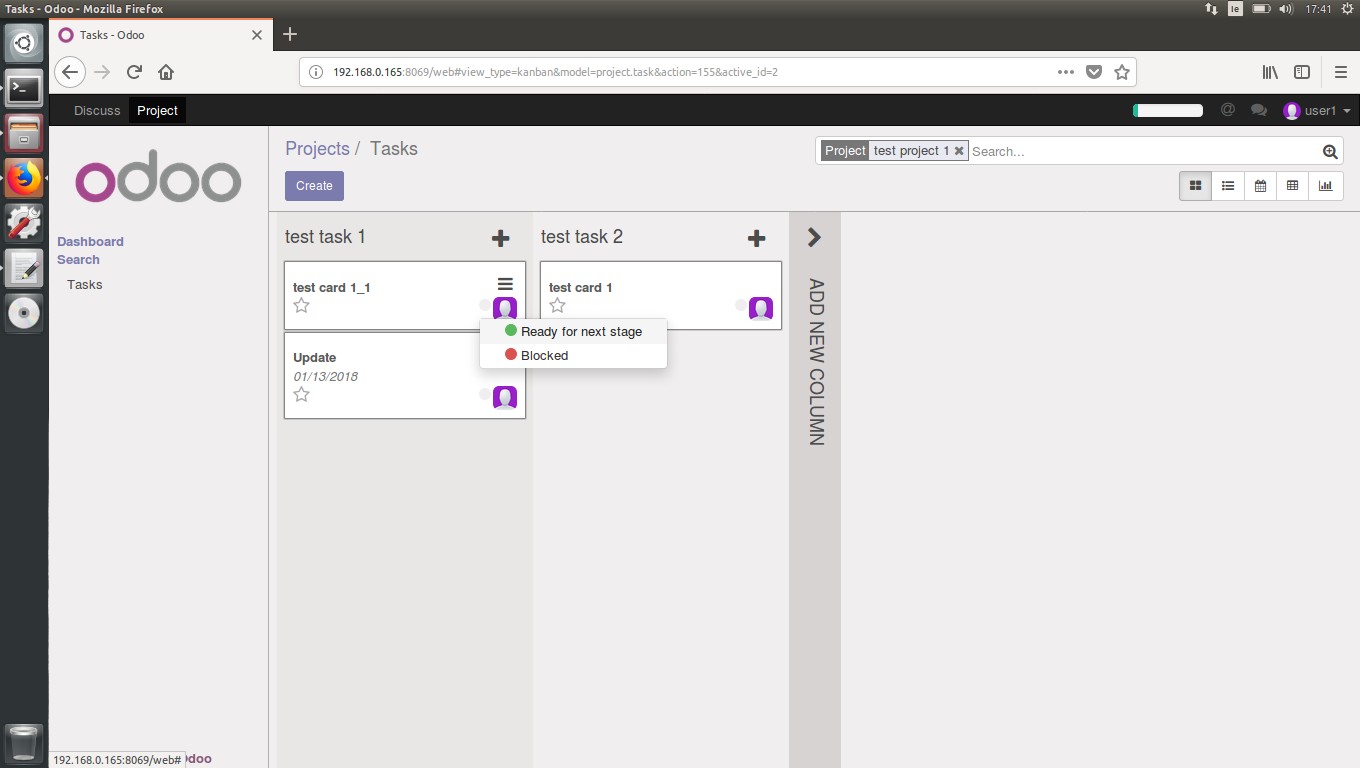 Tasks - Odoo - Mozilla Firefox
Ie
17:41
Tasks - Odoo
192.168.0.165:8069/web#view_type=kanban&model=project.task&action=155&active_id=2
Discuss
Project
@
user1
odoo
Projects / Tasks
Project
test project 1
Search...
Create
Dashboard
Search
Tasks
test task 1
test task 2
test card 1_1
test card 1
Ready for next stage
Blocked
Update
01/13/2018
ADD NEW COLUMN
192.168.0.165:8069/web#
doo